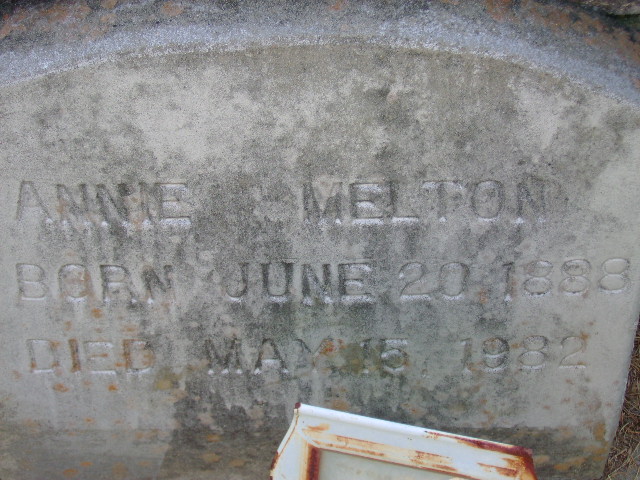 ANNIE MELTON
BORN JUNE 20, 1888
DIED MAY 15, 1982